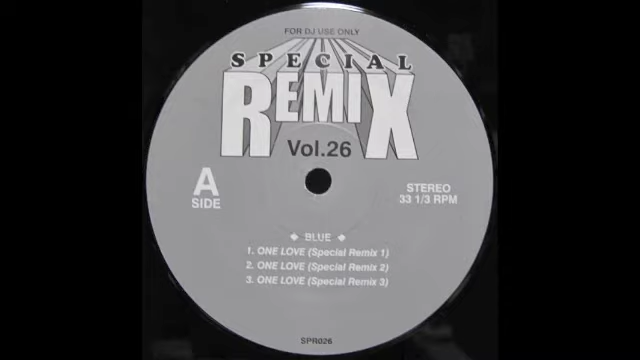 FOR DJ USE ONLY
SPECIAL
REMIX
Vol.26
A
SIDE
STEREO
33 1/3 RPM
◆ BLUE ◆
1. ONE LOVE (Special Remix 1)
2. ONE LOVE (Special Remix 2)
3. ONE LOVE (Special Remix 3)
SPR026